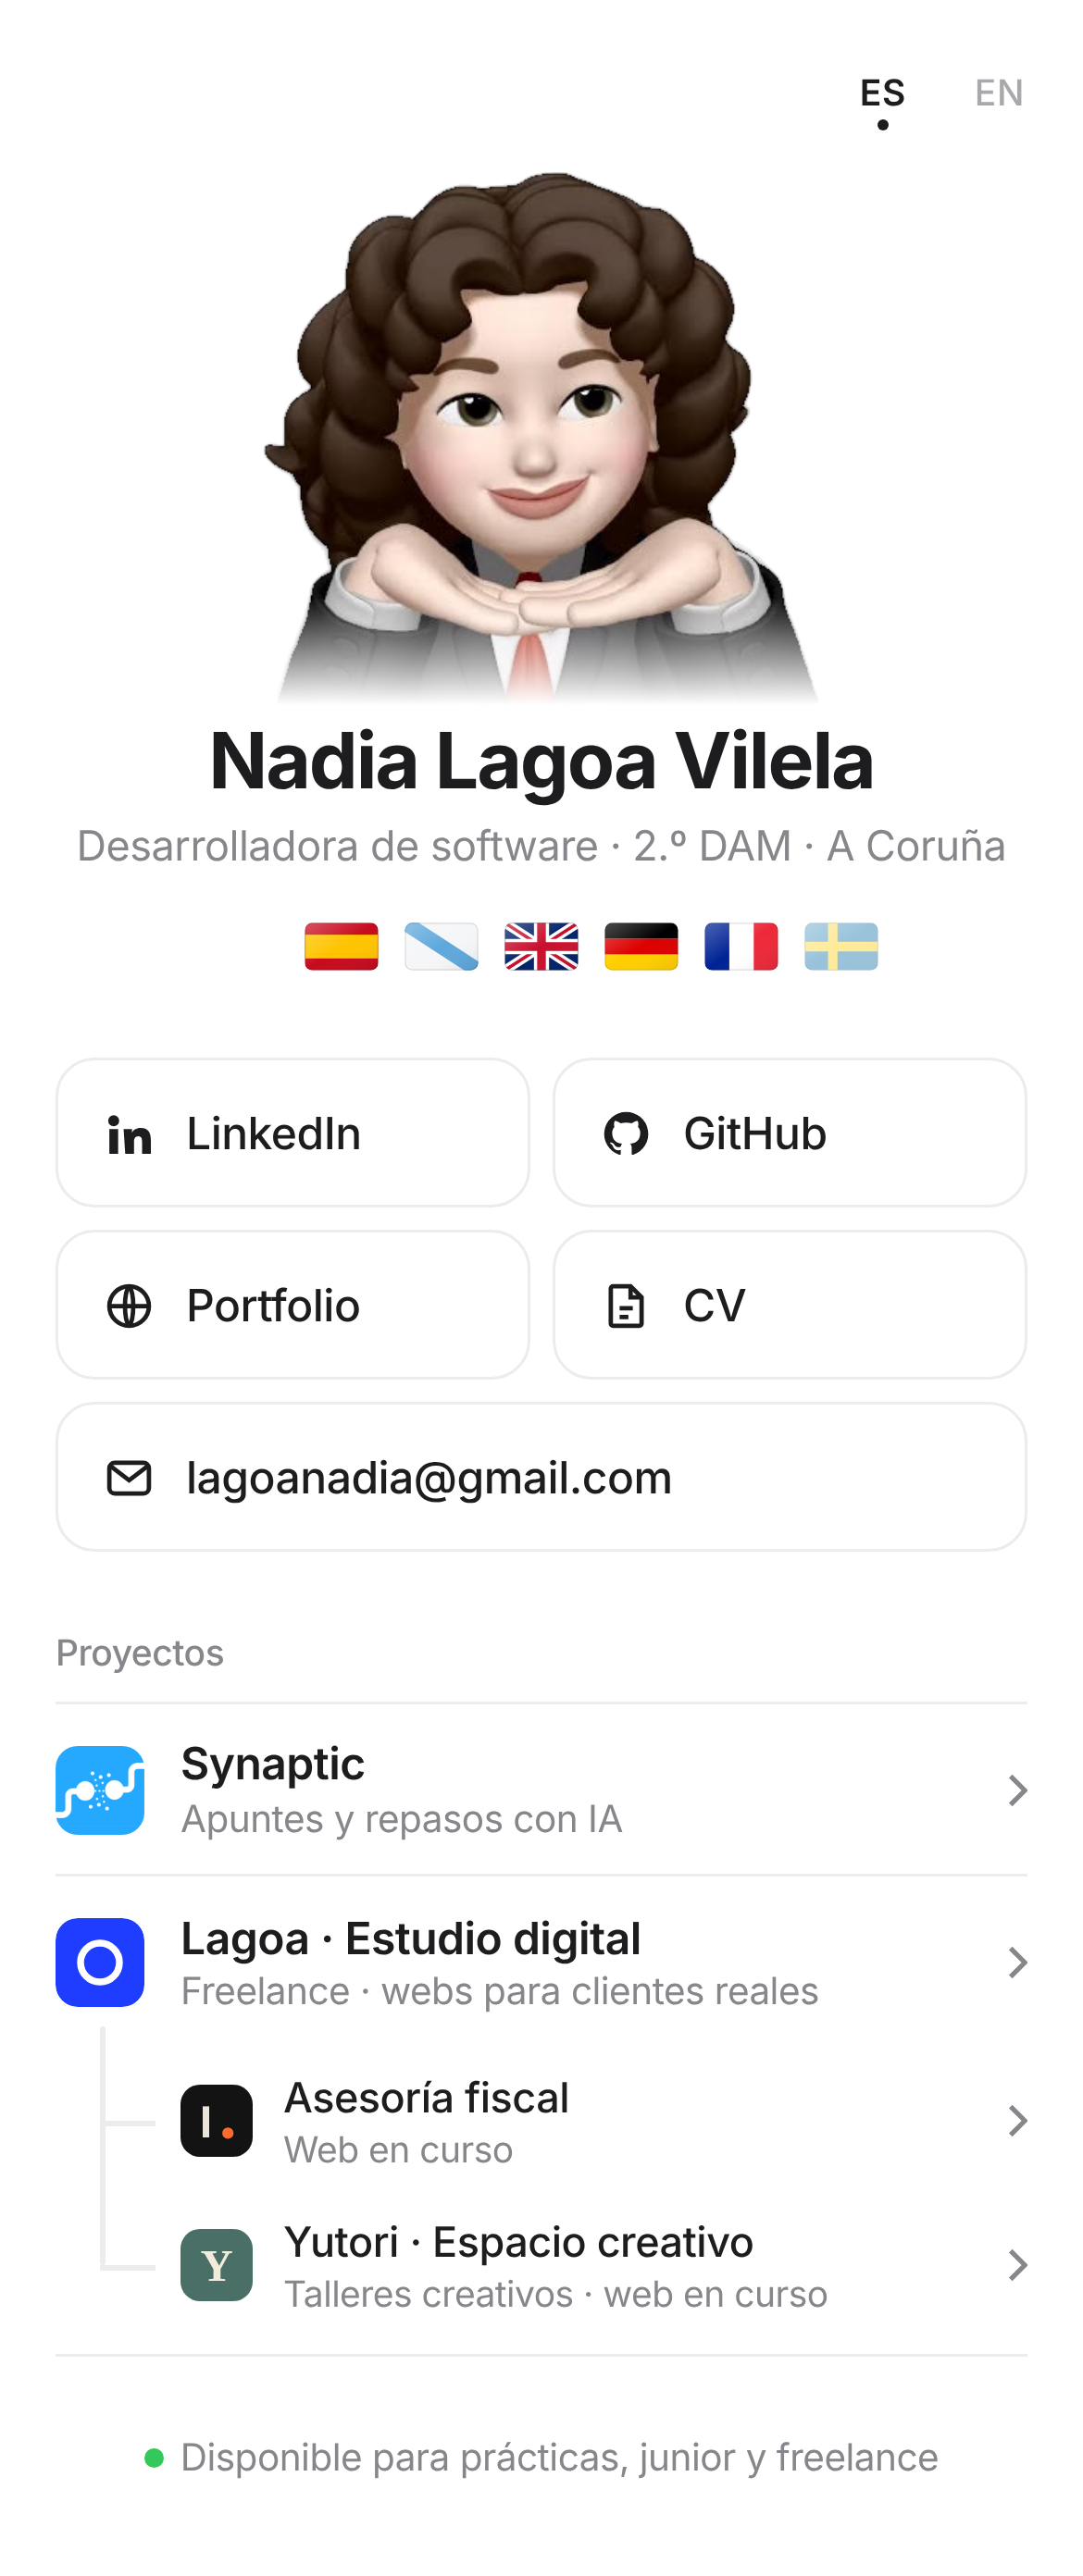 ES EN
Nadia Lagoa Vilela
Desarrolladora de software · 2.º DAM · A Coruña
in LinkedIn
GitHub
Portfolio
CV
lagoanadia@gmail.com
Proyectos
Synaptic
Apuntes y repasos con IA
Lagoa · Estudio digital
Freelance · webs para clientes reales
I.
Asesoría fiscal
Web en curso
Y
Yutori · Espacio creativo
Talleres creativos · web en curso
Disponible para prácticas, junior y freelance